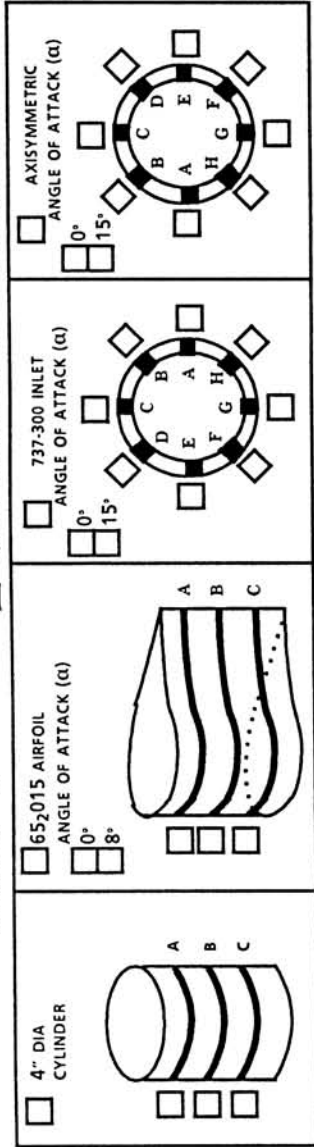 4" DIA
CYLINDER
A
B
C
65₂015 AIRFOIL
ANGLE OF ATTACK (α)
0°
8°
A
B
C
737-300 INLET
ANGLE OF ATTACK (α)
0°
15°
C
D
B
E
A
F
H
G
AXISYMMETRIC
ANGLE OF ATTACK (α)
0°
15°
C
B
D
A
E
H
F
G